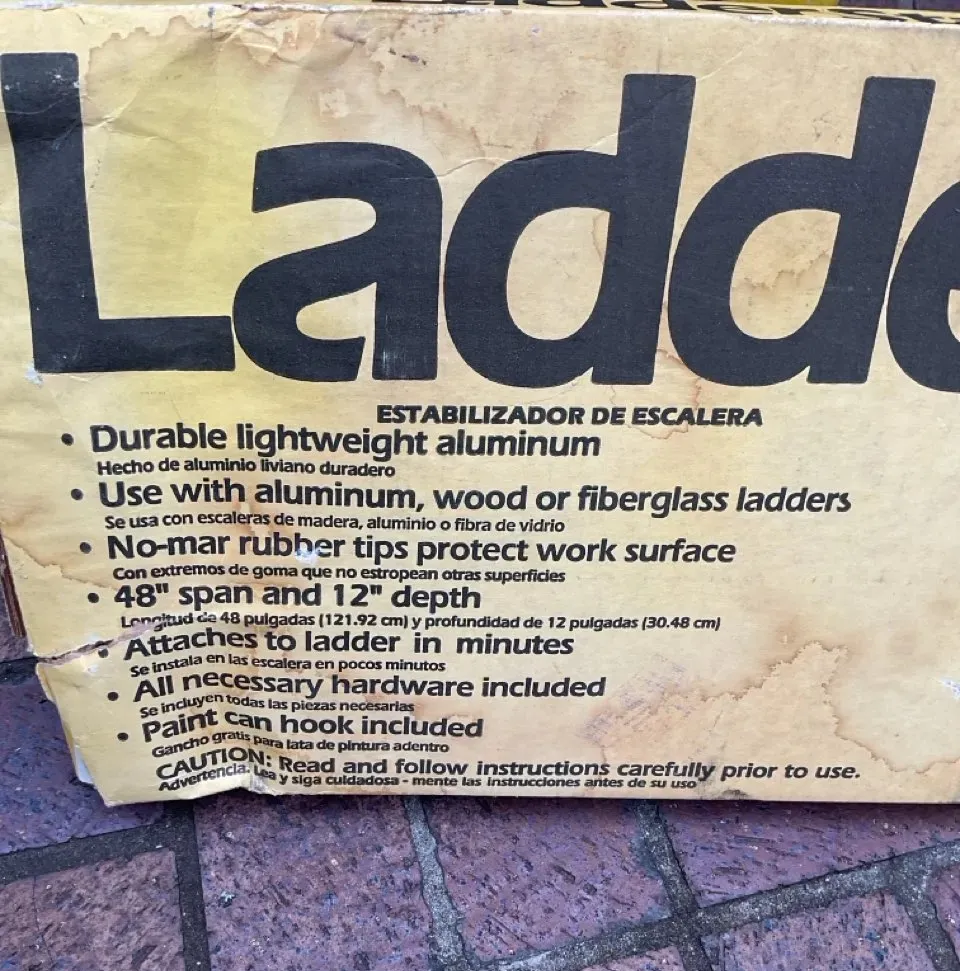 Ladde
ESTABILIZADOR DE ESCALERA
• Durable lightweight aluminum
Hecho de aluminio liviano duradero
• Use with aluminum, wood or fiberglass ladders
Se usa con escaleras de madera, aluminio o fibra de vidrio
• No-mar rubber tips protect work surface
Con extremos de goma que no estropean otras superficies
• 48" span and 12" depth
Longitud de 48 pulgadas (121.92 cm) y profundidad de 12 pulgadas (30.48 cm)
• Attaches to ladder in minutes
Se instala en las escalera en pocos minutos
• All necessary hardware included
Se incluyen todas las piezas necesarias
• Paint can hook included
Gancho gratis para lata de pintura adentro
CAUTION: Read and follow instructions carefully prior to use.
Advertencia. Lea y siga cuidadosa - mente las instrucciones antes de su uso